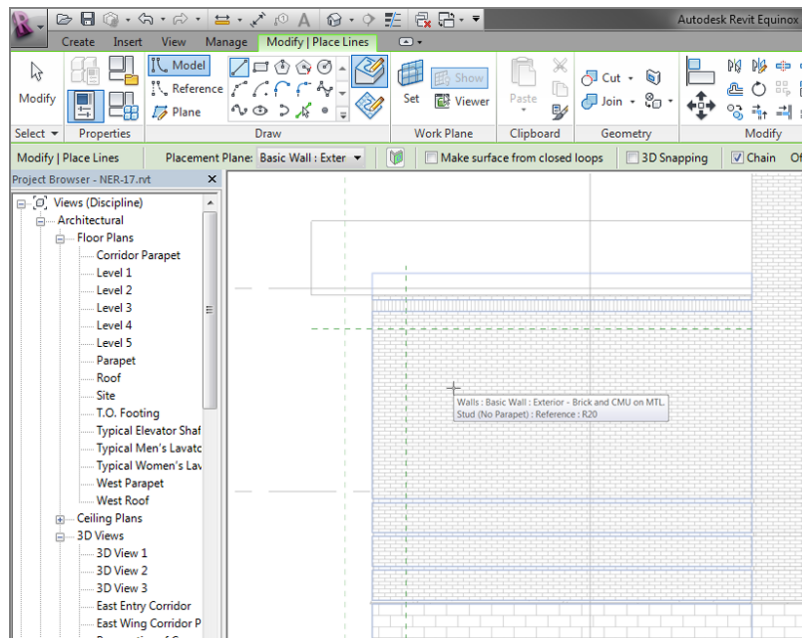 Autodesk Revit Equinox
Create Insert View Manage Modify | Place Lines
Modify
Model
Reference
Plane
Set
Show
Viewer
Paste
Cut
Join
Select Properties Draw Work Plane Clipboard Geometry Modify
Modify | Place Lines Placement Plane: Basic Wall : Exter Make surface from closed loops 3D Snapping Chain Of
Project Browser - NER-17.rvt
Views (Discipline)
Architectural
Floor Plans
Corridor Parapet
Level 1
Level 2
Level 3
Level 4
Level 5
Parapet
Roof
Site
T.O. Footing
Typical Elevator Shaf
Typical Men's Lavatc
Typical Women's Lav
West Parapet
West Roof
Ceiling Plans
3D Views
3D View 1
3D View 2
3D View 3
East Entry Corridor
East Wing Corridor P
Walls : Basic Wall : Exterior - Brick and CMU on MTL.
Stud (No Parapet) : Reference : R20